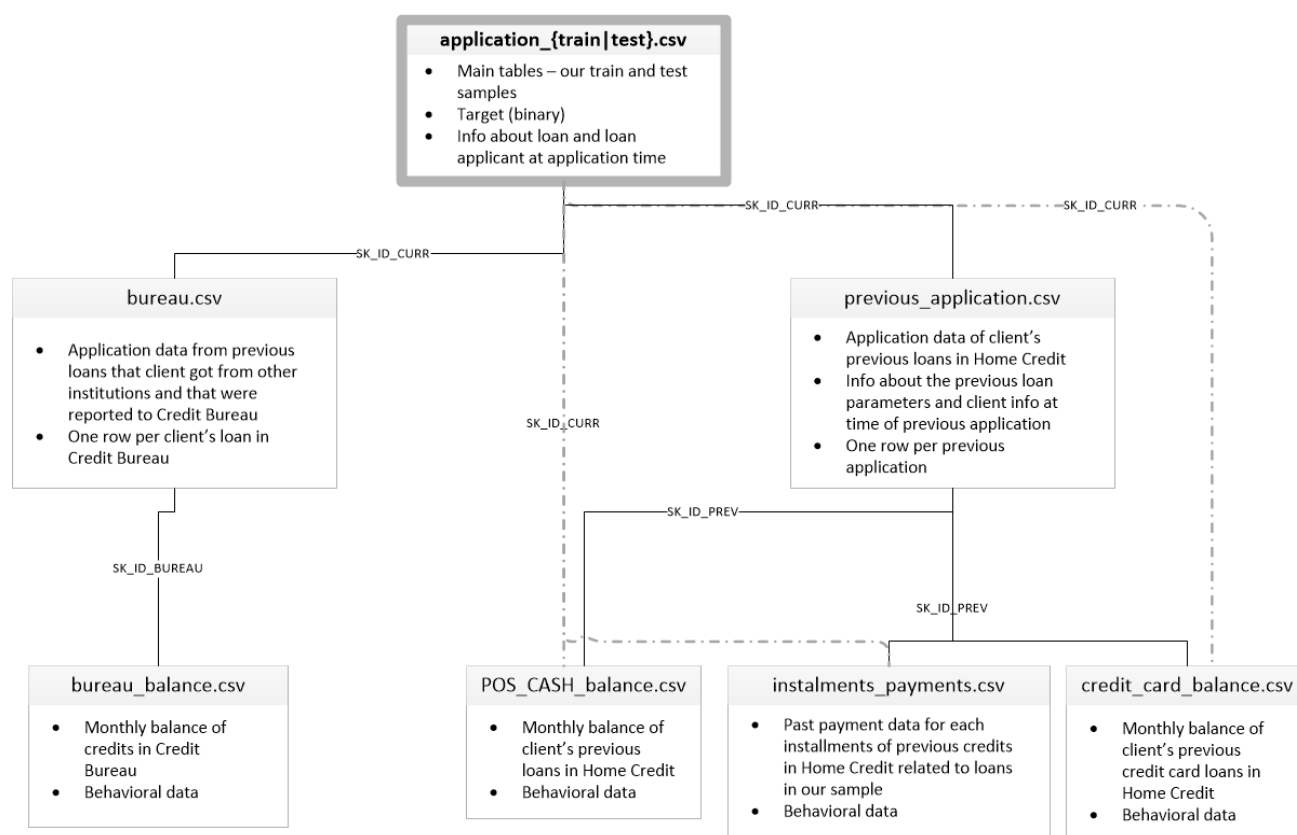 application_{train|test}.csv
• Main tables – our train and test
samples
• Target (binary)
• Info about loan and loan
applicant at application time
SK_ID_CURR
SK_ID_CURR
SK_ID_CURR
bureau.csv
• Application data from previous
loans that client got from other
institutions and that were
reported to Credit Bureau
• One row per client's loan in
Credit Bureau
previous_application.csv
• Application data of client's
previous loans in Home Credit
• Info about the previous loan
parameters and client info at
time of previous application
• One row per previous
application
SK_ID_CURR
SK_ID_PREV
SK_ID_BUREAU
SK_ID_PREV
bureau_balance.csv
• Monthly balance of
credits in Credit
Bureau
• Behavioral data
POS_CASH_balance.csv
• Monthly balance of
client's previous
loans in Home Credit
• Behavioral data
instalments_payments.csv
• Past payment data for each
installments of previous credits
in Home Credit related to loans
in our sample
• Behavioral data
credit_card_balance.csv
• Monthly balance of
client's previous
credit card loans in
Home Credit
• Behavioral data